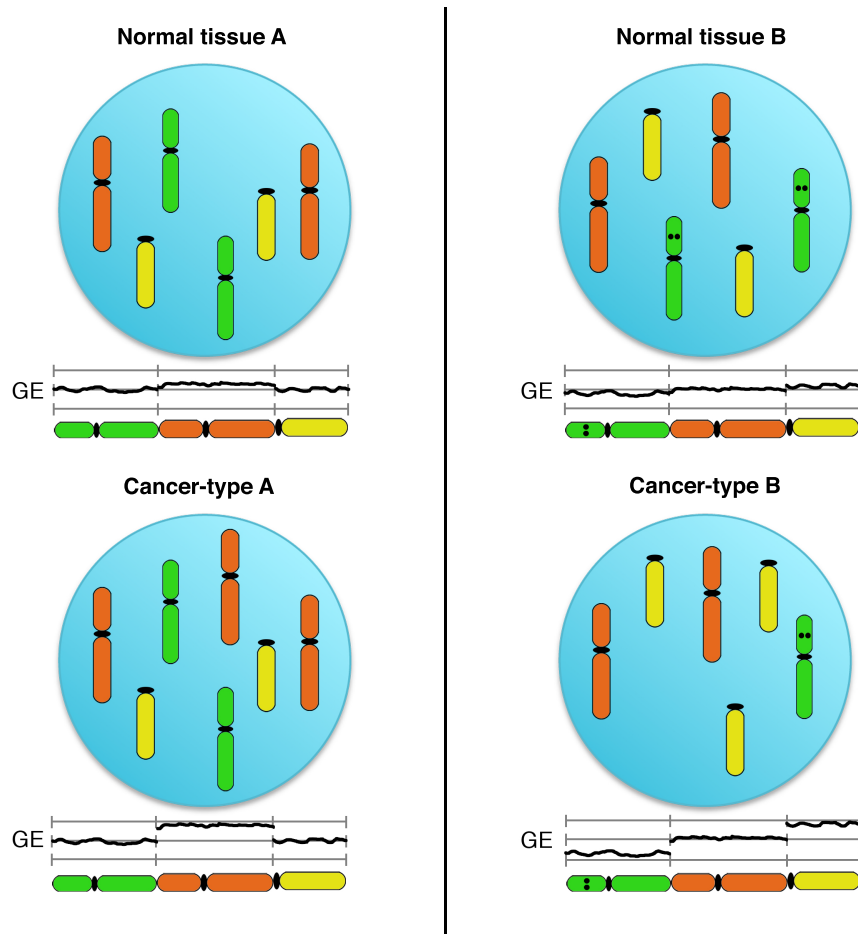 Normal tissue A
Normal tissue B
GE
GE
Cancer-type A
Cancer-type B
GE
GE